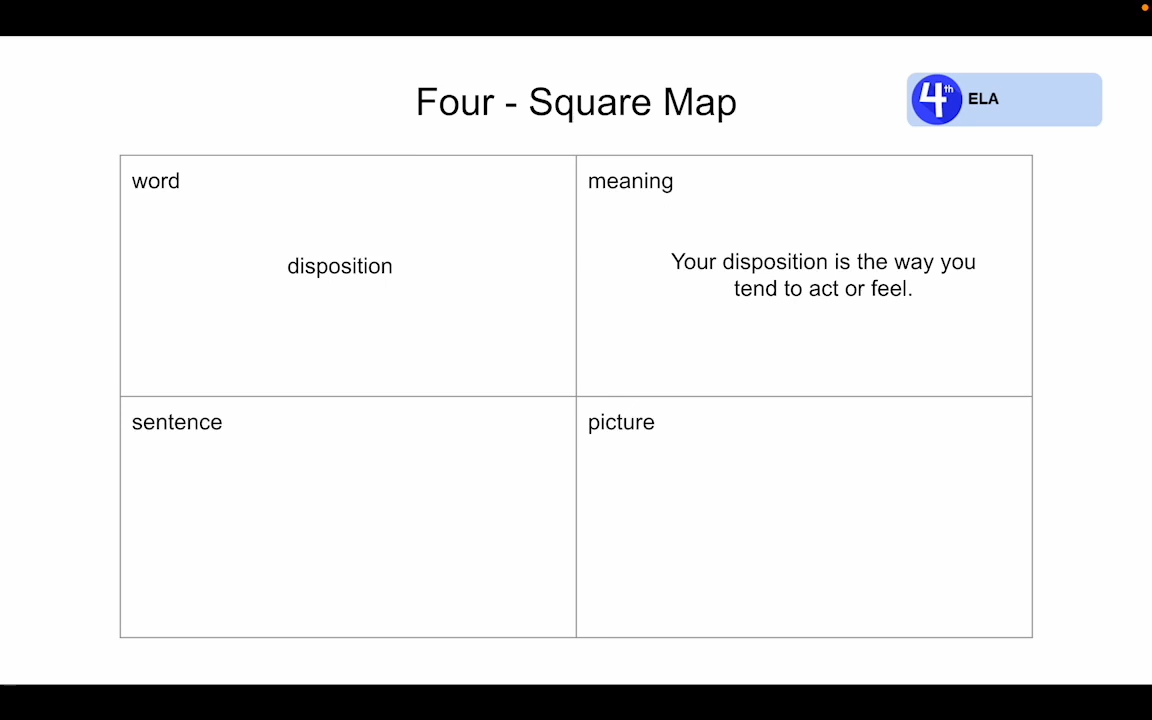 Four - Square Map
4th ELA
word
disposition
meaning
Your disposition is the way you
tend to act or feel.
sentence
picture